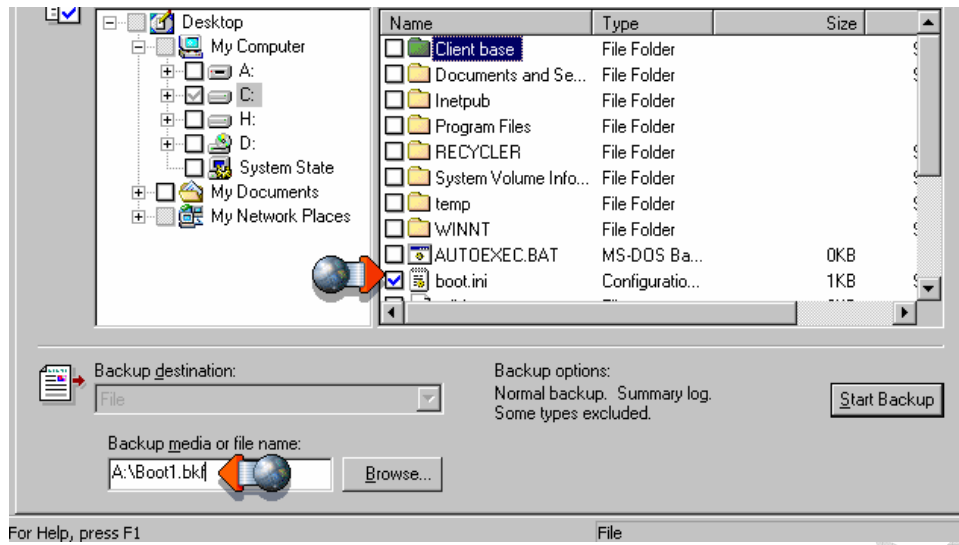 Desktop
My Computer
A:
C:
H:
D:
System State
My Documents
My Network Places
Name Type Size
Client base File Folder
Documents and Se... File Folder
Inetpub File Folder
Program Files File Folder
RECYCLER File Folder
System Volume Info... File Folder
temp File Folder
WINNT File Folder
AUTOEXEC.BAT MS-DOS Ba... 0KB
boot.ini Configuratio... 1KB
Backup destination:
File
Backup options:
Normal backup. Summary log.
Some types excluded.
Start Backup
Backup media or file name:
A:\Boot1.bkf
Browse...
For Help, press F1
File